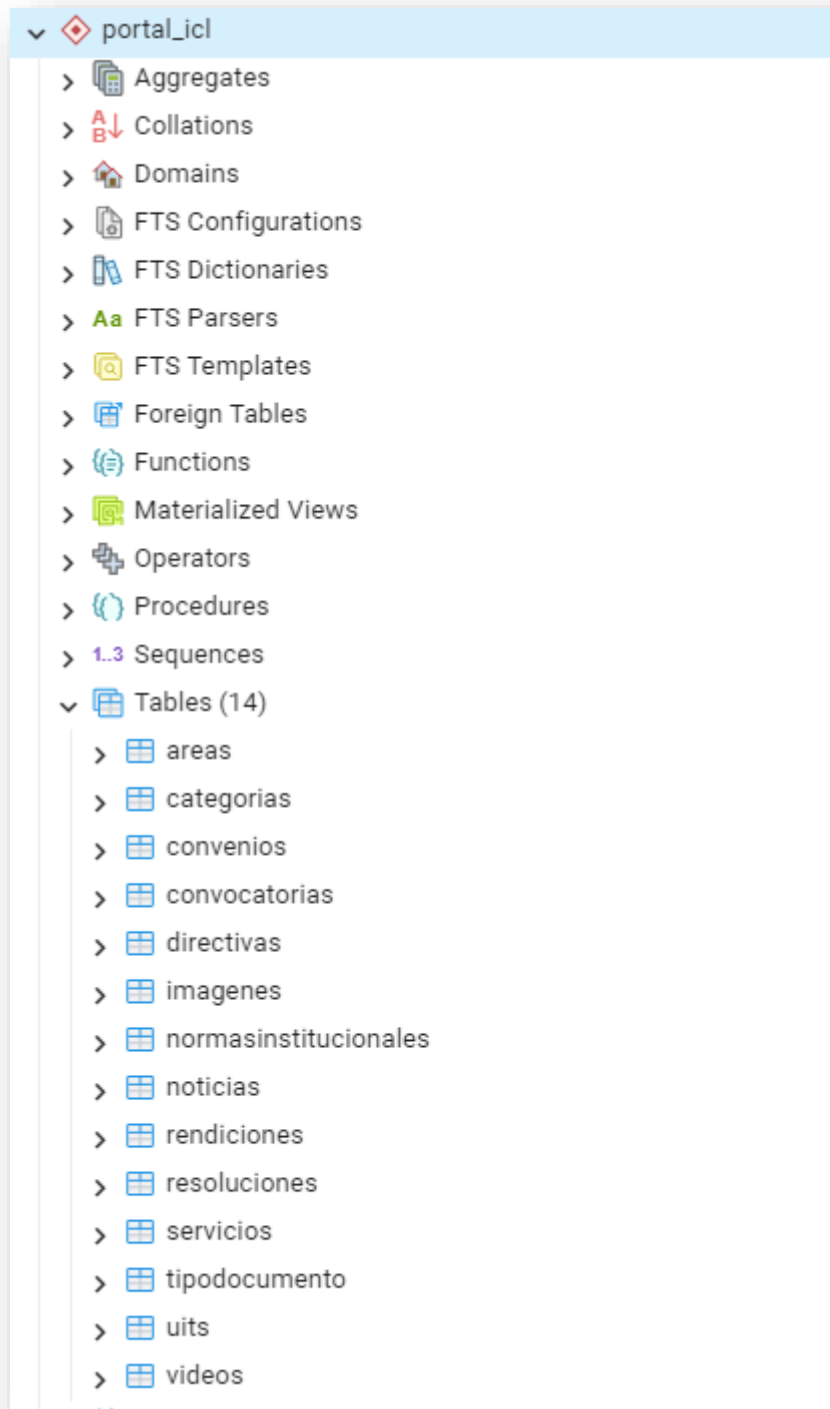 portal_icl
Aggregates
Collations
Domains
FTS Configurations
FTS Dictionaries
Aa FTS Parsers
FTS Templates
Foreign Tables
Functions
Materialized Views
Operators
Procedures
1..3 Sequences
Tables (14)
areas
categorias
convenios
convocatorias
directivas
imagenes
normasinstitucionales
noticias
rendiciones
resoluciones
servicios
tipodocumento
uits
videos